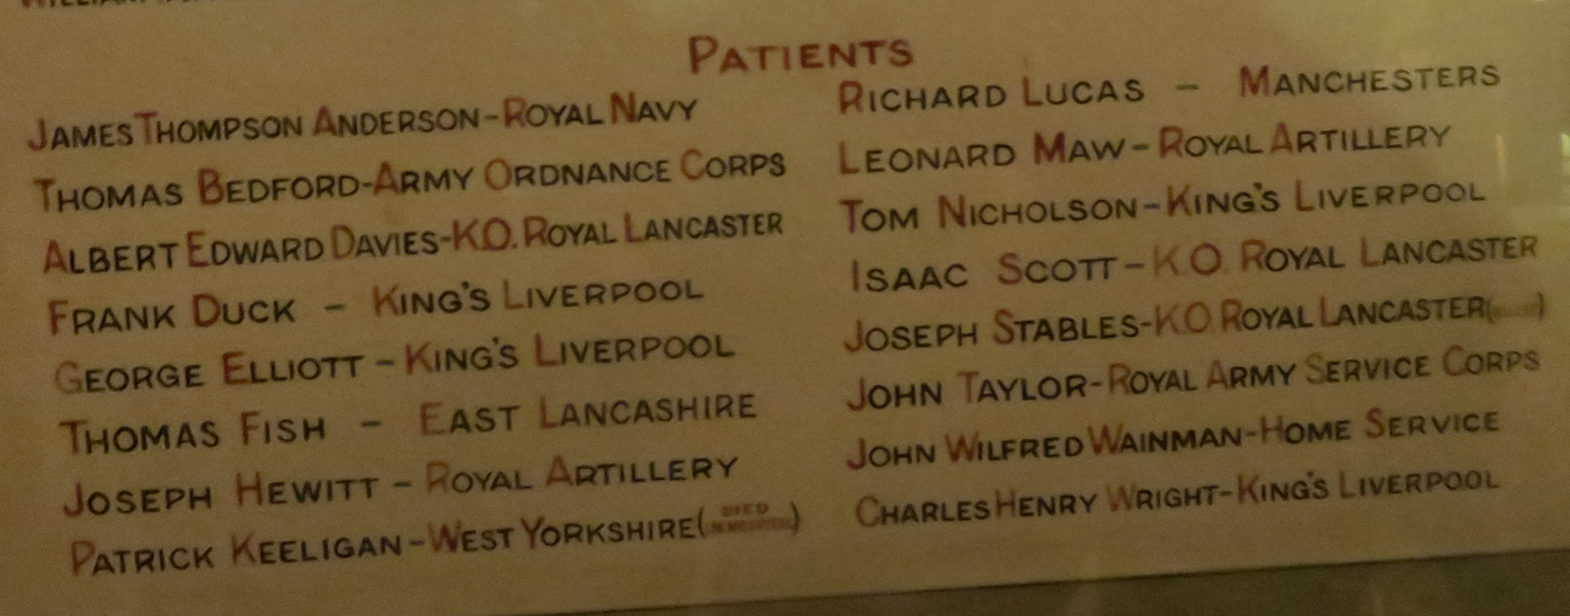 PATIENTS
JAMES THOMPSON ANDERSON - ROYAL NAVY
THOMAS BEDFORD - ARMY ORDNANCE CORPS
ALBERT EDWARD DAVIES - K.O. ROYAL LANCASTER
FRANK DUCK - KING'S LIVERPOOL
GEORGE ELLIOTT - KING'S LIVERPOOL
THOMAS FISH - EAST LANCASHIRE
JOSEPH HEWITT - ROYAL ARTILLERY
PATRICK KEELIGAN - WEST YORKSHIRE (DIED IN HOSPITAL)
RICHARD LUCAS - MANCHESTERS
LEONARD MAW - ROYAL ARTILLERY
TOM NICHOLSON - KING'S LIVERPOOL
ISAAC SCOTT - K.O. ROYAL LANCASTER
JOSEPH STABLES - K.O. ROYAL LANCASTER
JOHN TAYLOR - ROYAL ARMY SERVICE CORPS
JOHN WILFRED WAINMAN - HOME SERVICE
CHARLES HENRY WRIGHT - KING'S LIVERPOOL